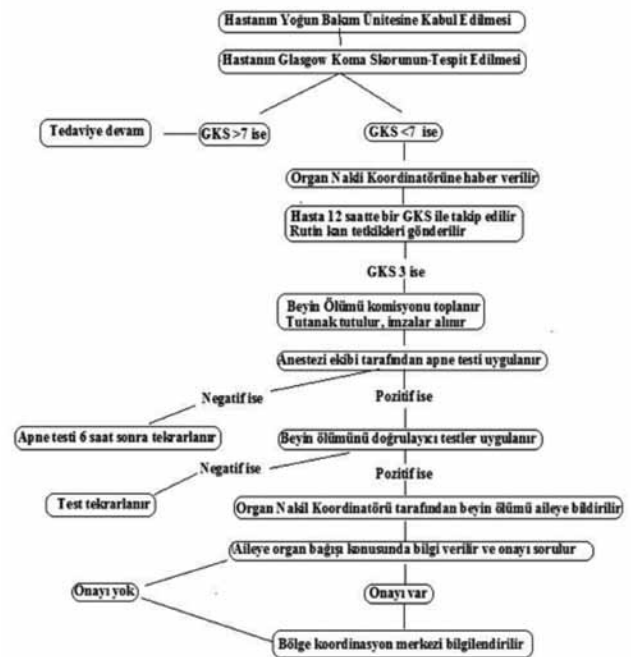 Hastanın Yoğun Bakım Ünitesine Kabul Edilmesi
Hastanın Glasgow Koma Skorunun-Tespit Edilmesi
Tedaviye devam
GKS >7 ise
GKS <7 ise
Organ Nakli Koordinatörüne haber verilir
Hasta 12 saatte bir GKS ile takip edilir
Rutin kan tetkikleri gönderilir
GKS 3 ise
Beyin Ölümü komisyonu toplanır
Tutanak tutulur, imzalar alınır
Anestezi ekibi tarafından apne testi uygulanır
Negatif ise
Pozitif ise
Apne testi 6 saat sonra tekrarlanır
Beyin ölümünü doğrulayıcı testler uygulanır
Negatif ise
Pozitif ise
Test tekrarlanır
Organ Nakil Koordinatörü tarafından beyin ölümü aileye bildirilir
Aileye organ bağışı konusunda bilgi verilir ve onayı sorulur
Onayı yok
Onayı var
Bölge koordinasyon merkezi bilgilendirilir